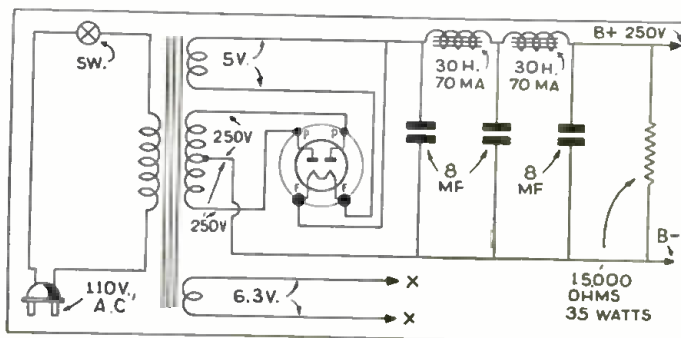 SW.
110V.,
A.C
5V.
250V
250V
P
P
F
F
6.3V.
X
X
30 H.
70 MA
30 H.
70 MA
8
MF
8
MF
B+ 250V
B-
15,000
OHMS
35 WATTS